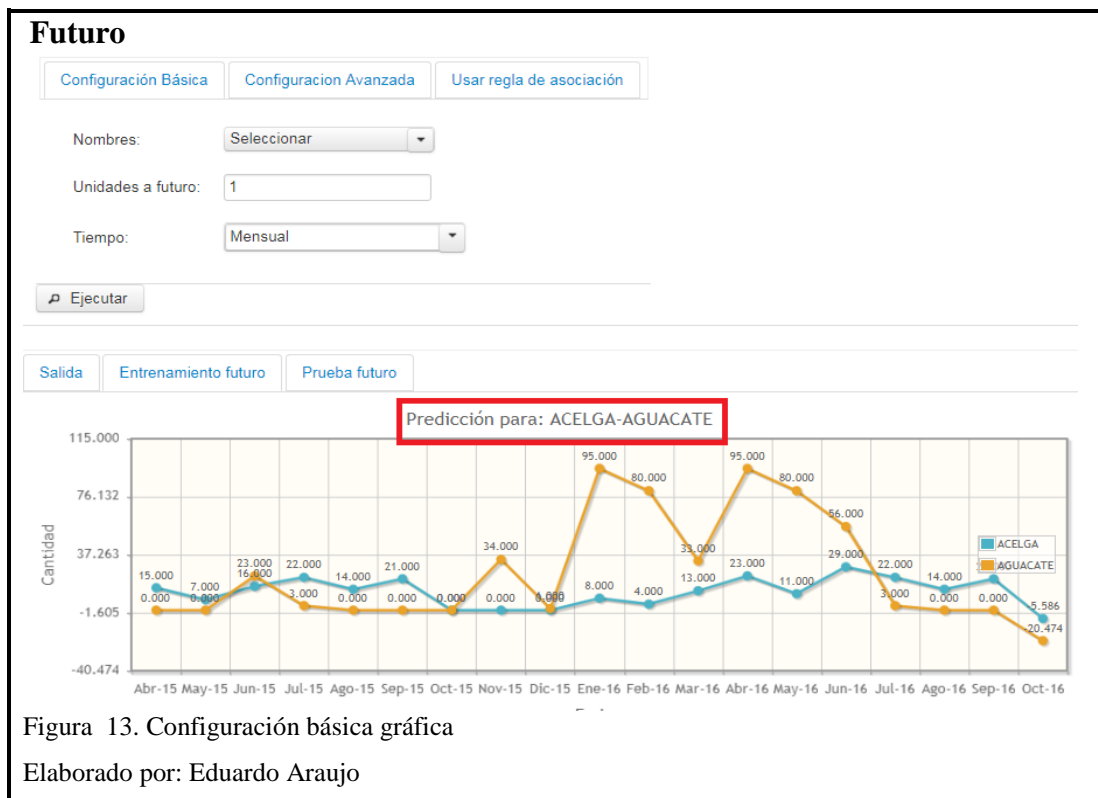 Futuro
Configuración Básica Configuracion Avanzada Usar regla de asociación
Nombres: Seleccionar
Unidades a futuro: 1
Tiempo: Mensual
Ejecutar
Salida Entrenamiento futuro Prueba futuro
Predicción para: ACELGA-AGUACATE
115.000
76.132
37.263
-1.605
-40.474
Cantidad
95.000 95.000
80.000 80.000
56.000
34.000 33.000
23.000 22.000 21.000 23.000 29.000 22.000
15.000 7.000 16.000 14.000 8.000 4.000 13.000 11.000 14.000
0.000 0.000 3.000 0.000 0.000 0.000 0.000 3.000 0.000 0.000
-5.586
-20.474
ACELGA
AGUACATE
Abr-15 May-15 Jun-15 Jul-15 Ago-15 Sep-15 Oct-15 Nov-15 Dic-15 Ene-16 Feb-16 Mar-16 Abr-16 May-16 Jun-16 Jul-16 Ago-16 Sep-16 Oct-16
Figura 13. Configuración básica gráfica
Elaborado por: Eduardo Araujo